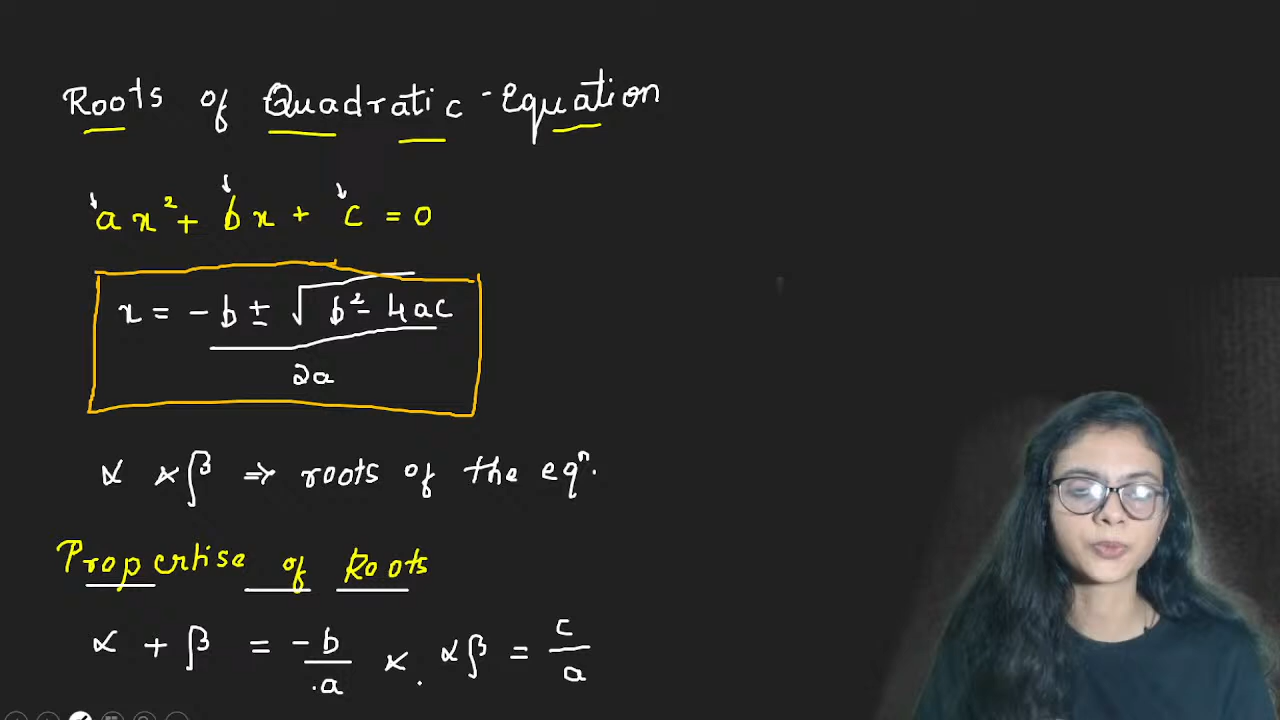 Roots of Quadratic Equation
ax² + bx + c = 0
x = -b ± √b² - 4ac
2a
α & β ⇒ roots of the eqⁿ.
Propertise of Roots
α + β = -b/a & αβ = c/a